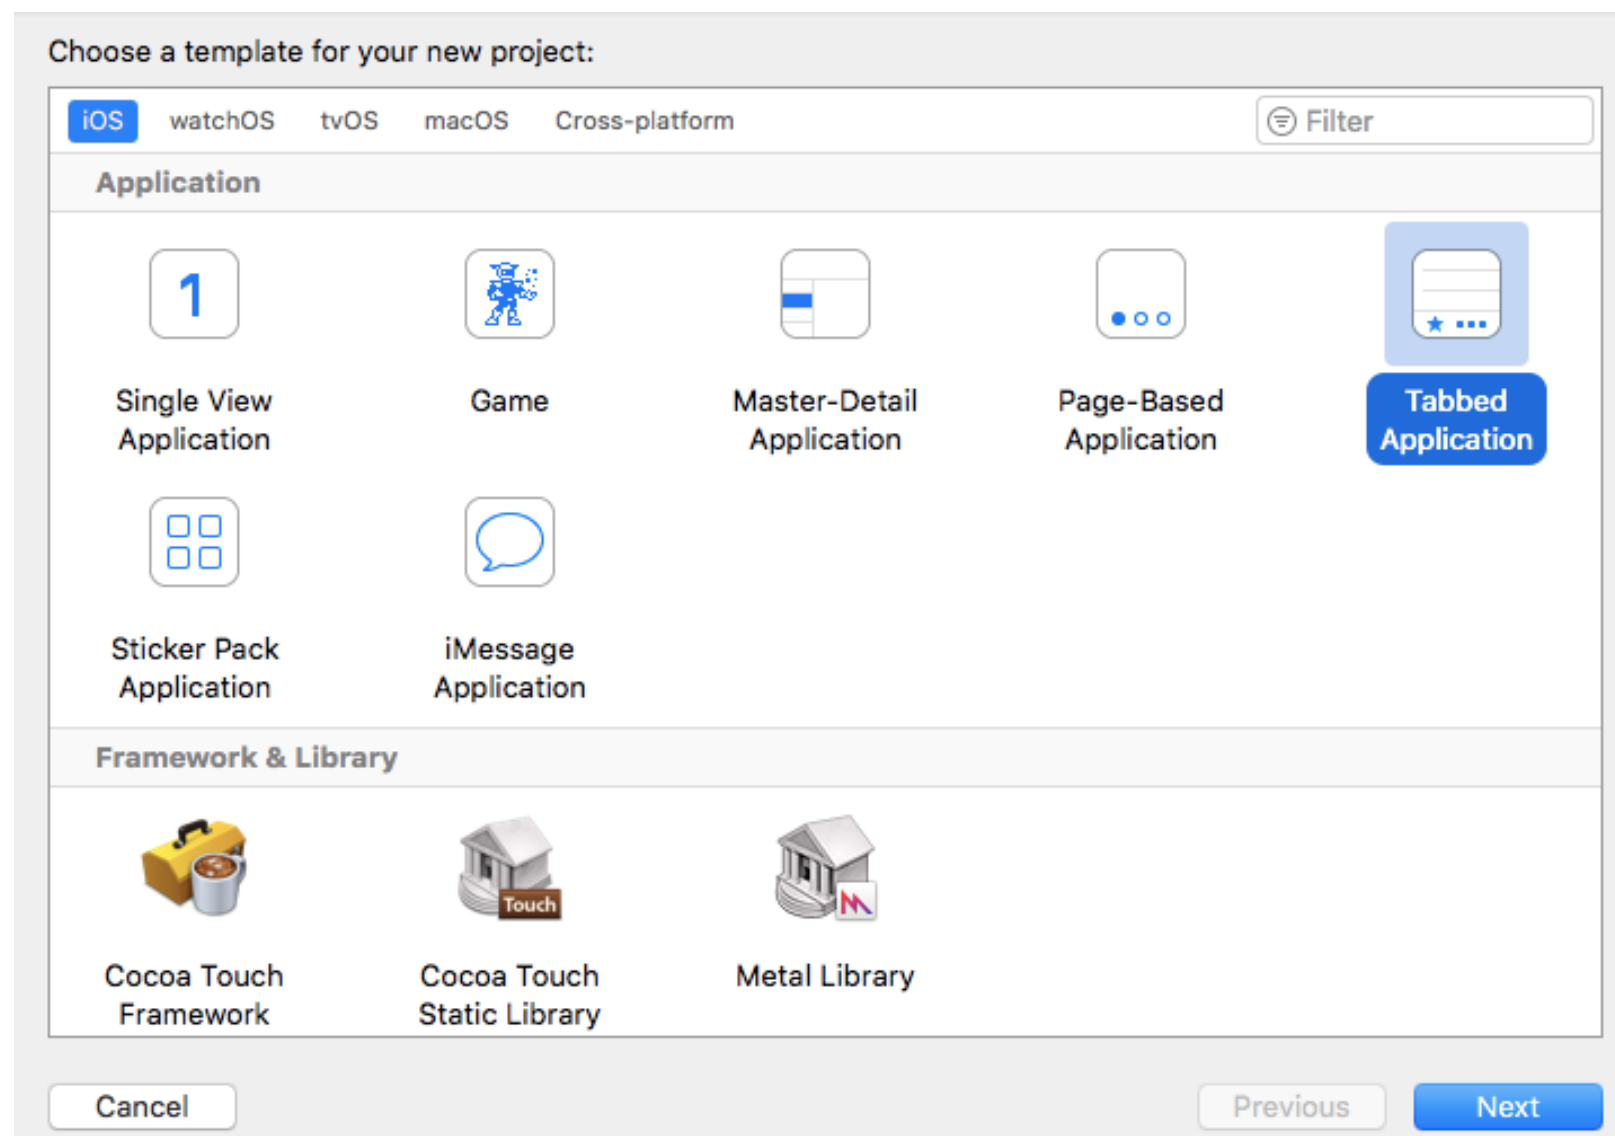 Choose a template for your new project:
iOS watchOS tvOS macOS Cross-platform Filter
Application
1
Single View Application
Game
Master-Detail Application
Page-Based Application
Tabbed Application
Sticker Pack Application
iMessage Application
Framework & Library
Touch
Cocoa Touch Framework
Cocoa Touch Static Library
Metal Library
Cancel Previous Next